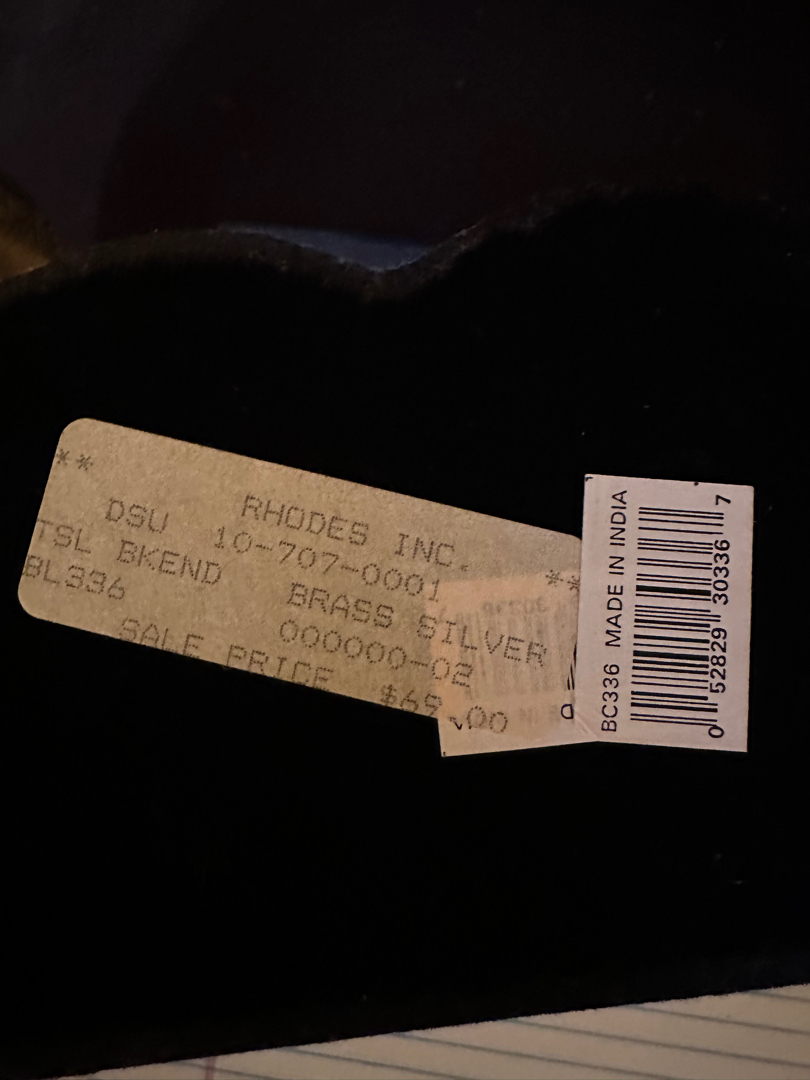 **
RHODES INC.
DSU 10-707-0001 **
TSL BKEND BRASS SILVER
BL336 000000-02
SALE PRICE $69.00
BC336 MADE IN INDIA
0 52829 30336 7